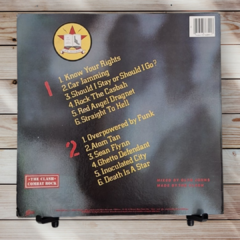 1
1 Know Your Rights
2 Car Jamming
3 Should I Stay or Should I Go?
4 Rock The Casbah
5 Red Angel Dragnet
6 Straight To Hell
2
1 Overpowered by Funk
2 Atom Tan
3 Sean Flynn
4 Ghetto Defendant
5 Inoculated City
6 Death Is A Star
★THE CLASH★
COMBAT ROCK